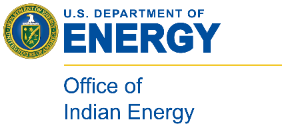 U.S. DEPARTMENT OF
ENERGY
Office of
Indian Energy